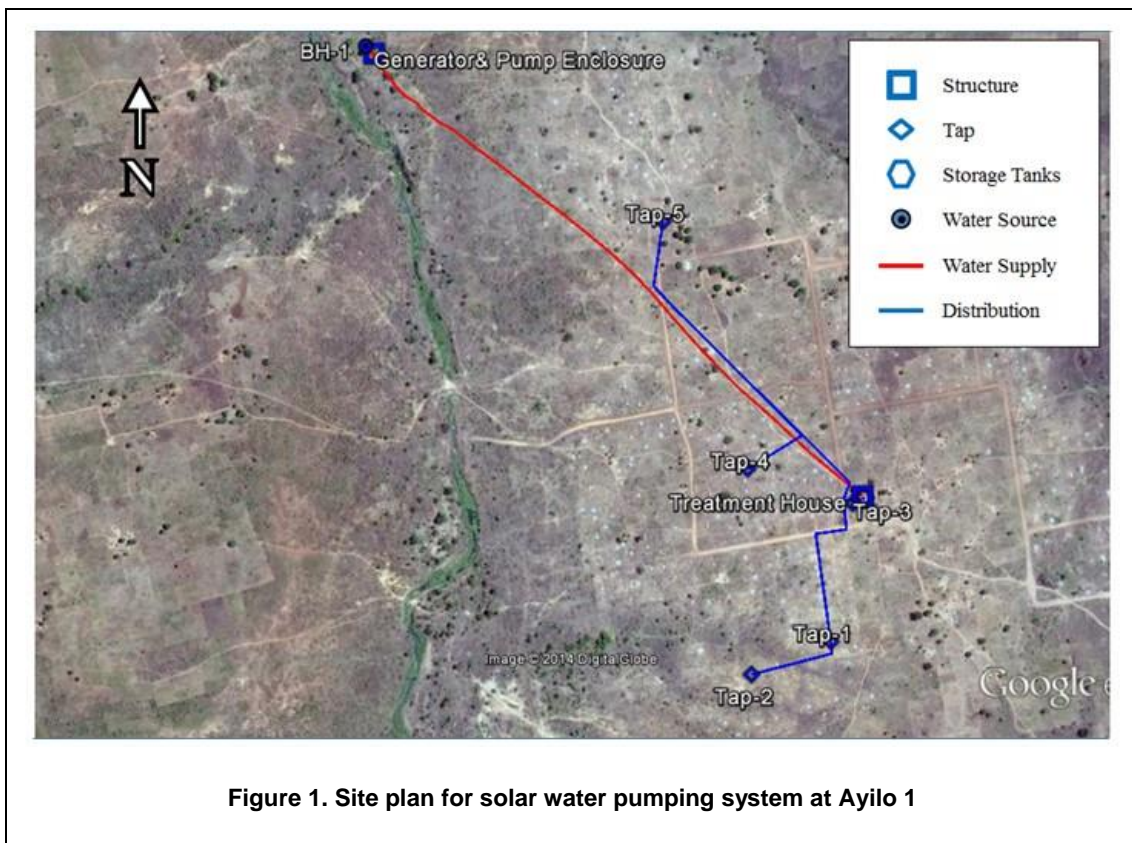 BH-1
Generator& Pump Enclosure
N
Structure
Tap
Storage Tanks
Water Source
Water Supply
Distribution
Tap-5
Tap-4
Treatment House
Tap-3
Tap-1
Tap-2
Image © 2014 DigitalGlobe
Google e
Figure 1. Site plan for solar water pumping system at Ayilo 1